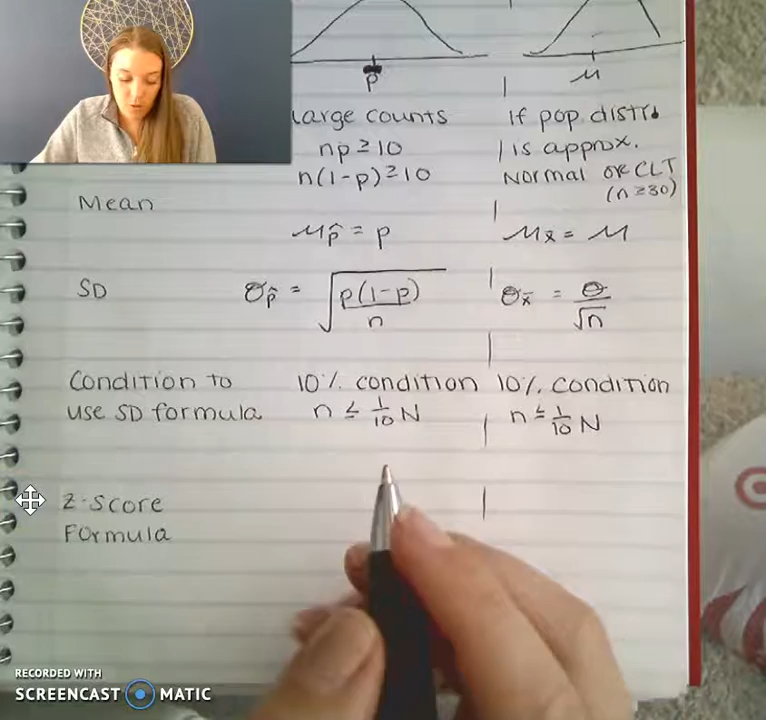 p
μ
large counts
If pop distr.
np ≥ 10
is approx.
n(1-p) ≥ 10
Normal or CLT
(n ≥ 30)
Mean
μp̂ = p
μx̄ = μ
SD
σp̂ = √p(1-p)/n
σx̄ = σ/√n
Condition to
10% condition
10% condition
use SD formula
n ≤ 1/10 N
n ≤ 1/10 N
Z-Score
Formula
RECORDED WITH
SCREENCAST MATIC